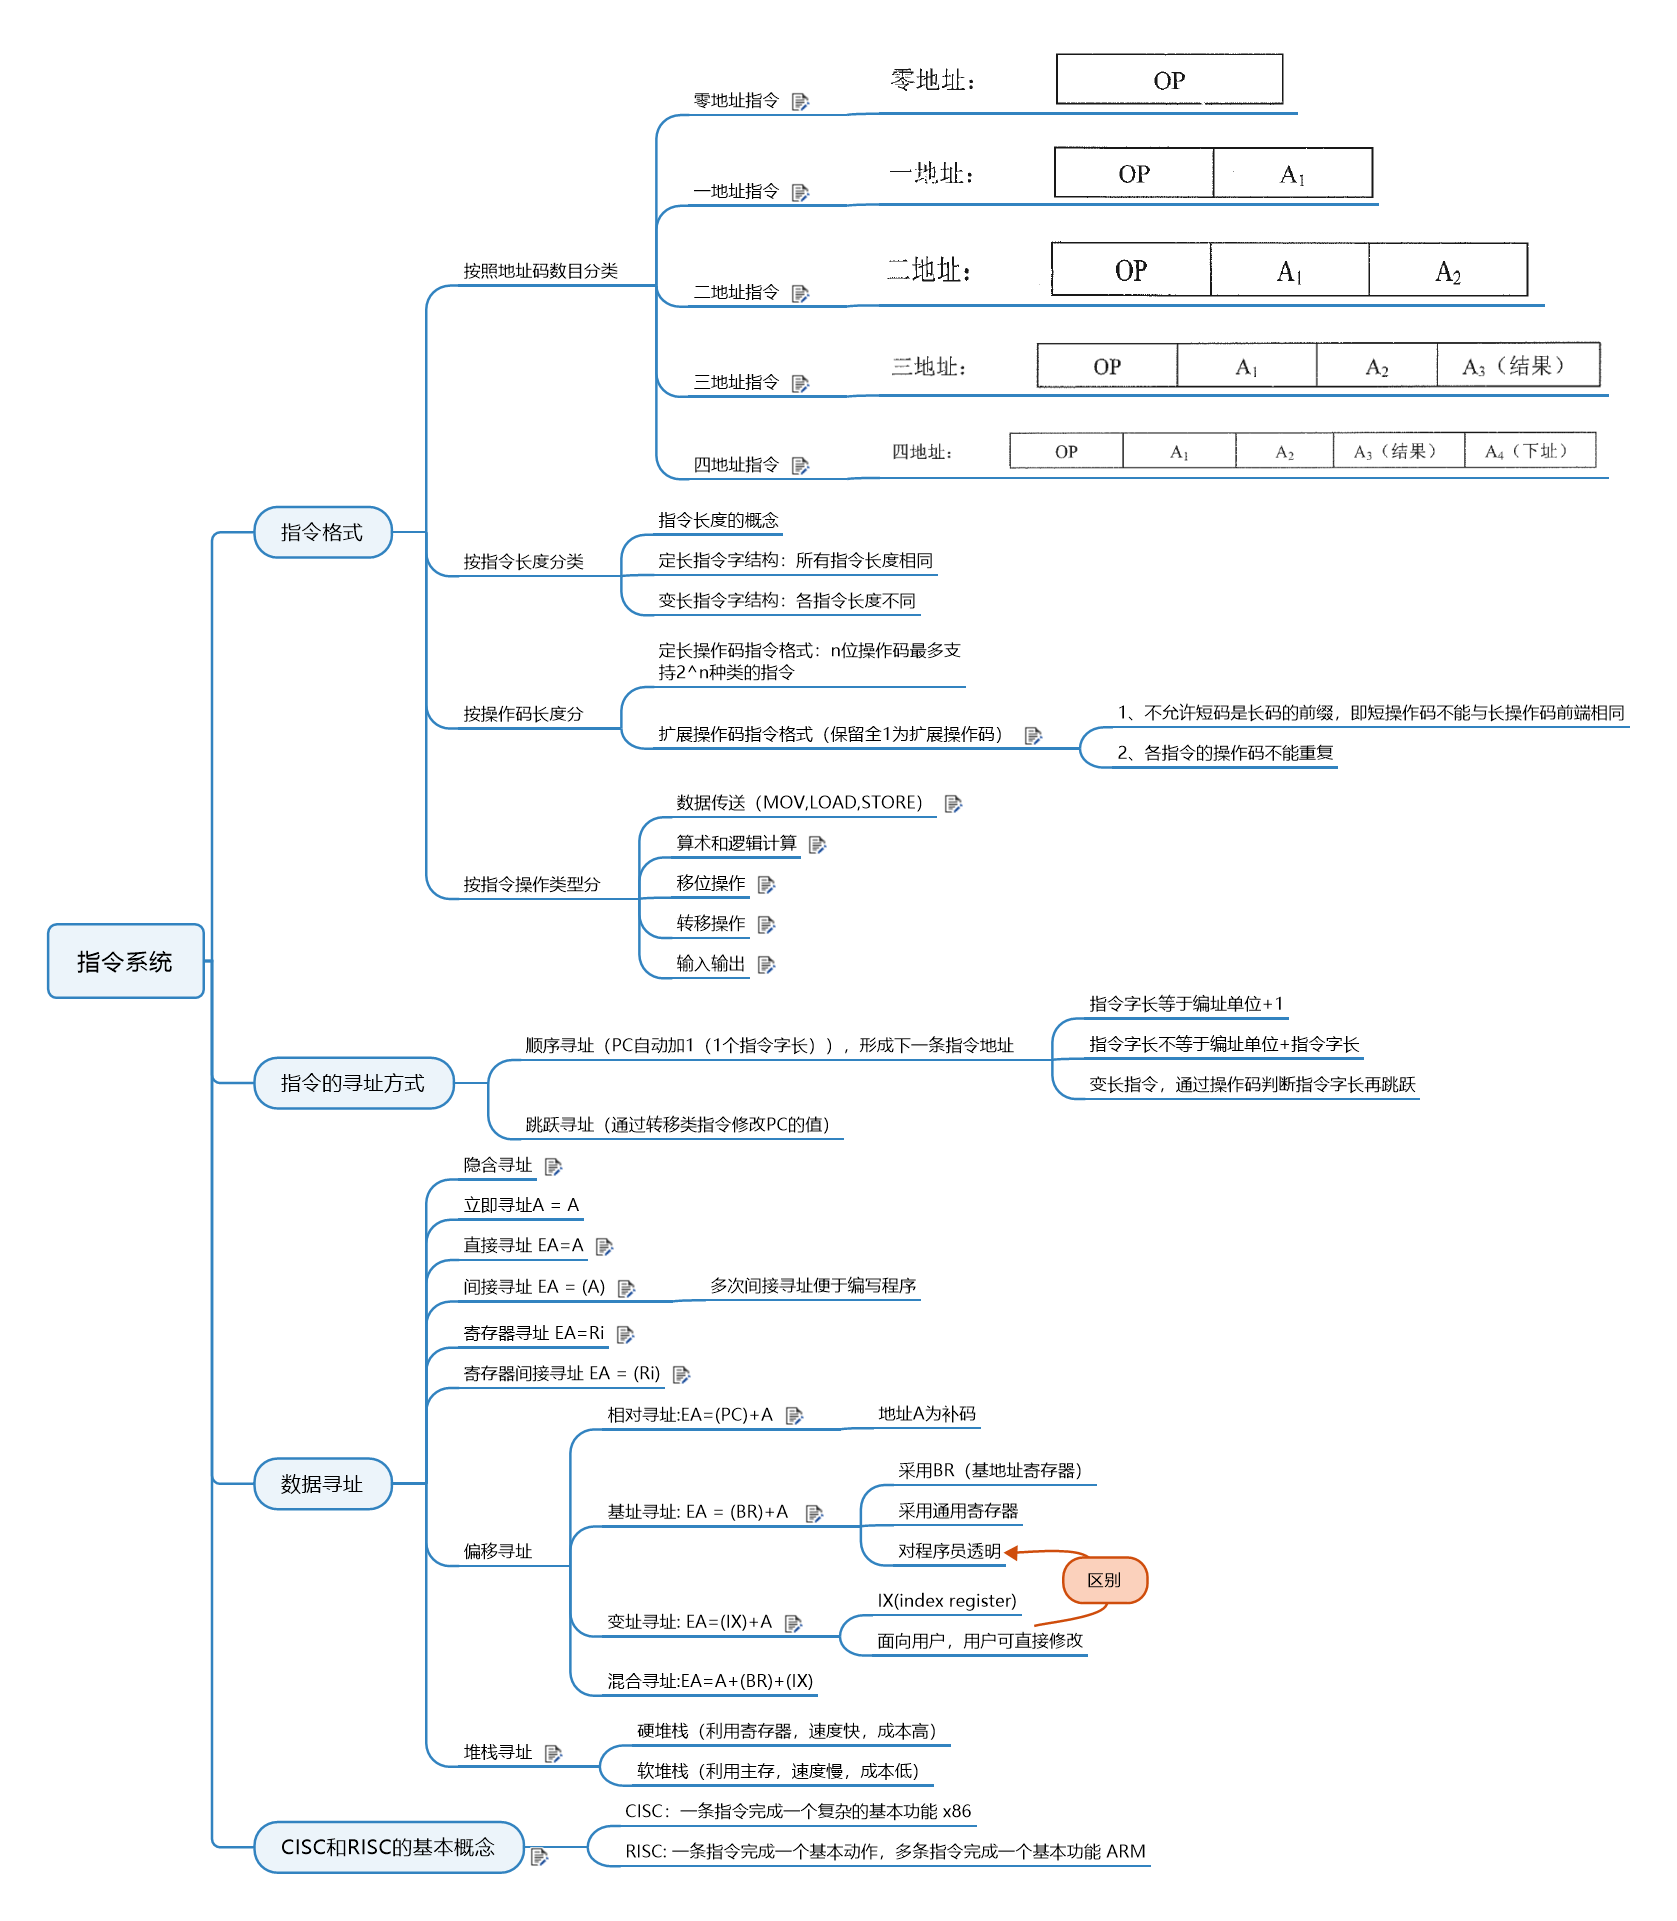 指令系统
指令格式
按照地址码数目分类
零地址指令
零地址：
OP
一地址指令
一地址：
OP A₁
二地址指令
二地址：
OP A₁ A₂
三地址指令
三地址：
OP A₁ A₂ A₃（结果）
四地址指令
四地址：
OP A₁ A₂ A₃（结果） A₄（下址）
按指令长度分类
指令长度的概念
定长指令字结构：所有指令长度相同
变长指令字结构：各指令长度不同
按操作码长度分
定长操作码指令格式：n位操作码最多支
持2^n种类的指令
扩展操作码指令格式（保留全1为扩展操作码）
1、不允许短码是长码的前缀，即短操作码不能与长操作码前端相同
2、各指令的操作码不能重复
按指令操作类型分
数据传送（MOV,LOAD,STORE）
算术和逻辑计算
移位操作
转移操作
输入输出
指令的寻址方式
顺序寻址（PC自动加1（1个指令字长）），形成下一条指令地址
指令字长等于编址单位+1
指令字长不等于编址单位+指令字长
变长指令，通过操作码判断指令字长再跳跃
跳跃寻址（通过转移类指令修改PC的值）
数据寻址
隐含寻址
立即寻址A = A
直接寻址 EA=A
间接寻址 EA = (A)
多次间接寻址便于编写程序
寄存器寻址 EA=Ri
寄存器间接寻址 EA = (Ri)
偏移寻址
相对寻址:EA=(PC)+A
地址A为补码
基址寻址: EA = (BR)+A
采用BR（基地址寄存器）
采用通用寄存器
对程序员透明
区别
变址寻址: EA=(IX)+A
IX(index register)
面向用户，用户可直接修改
混合寻址:EA=A+(BR)+(IX)
堆栈寻址
硬堆栈（利用寄存器，速度快，成本高）
软堆栈（利用主存，速度慢，成本低）
CISC和RISC的基本概念
CISC：一条指令完成一个复杂的基本功能 x86
RISC: 一条指令完成一个基本动作，多条指令完成一个基本功能 ARM